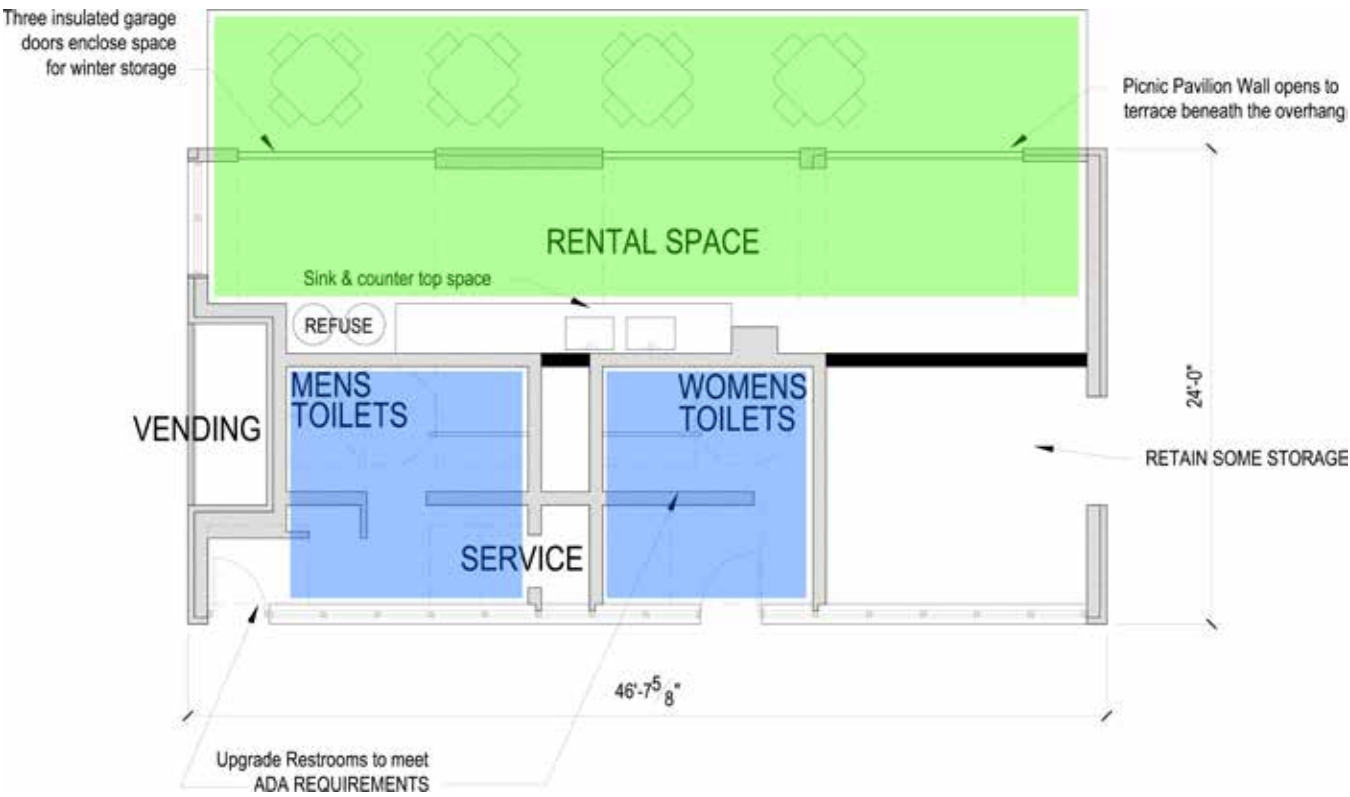 Three insulated garage
doors enclose space
for winter storage
Picnic Pavilion Wall opens to
terrace beneath the overhang
RENTAL SPACE
Sink & counter top space
REFUSE
MENS
TOILETS
WOMENS
TOILETS
VENDING
24'-0"
RETAIN SOME STORAGE
SERVICE
46'-7 5/8"
Upgrade Restrooms to meet
ADA REQUIREMENTS